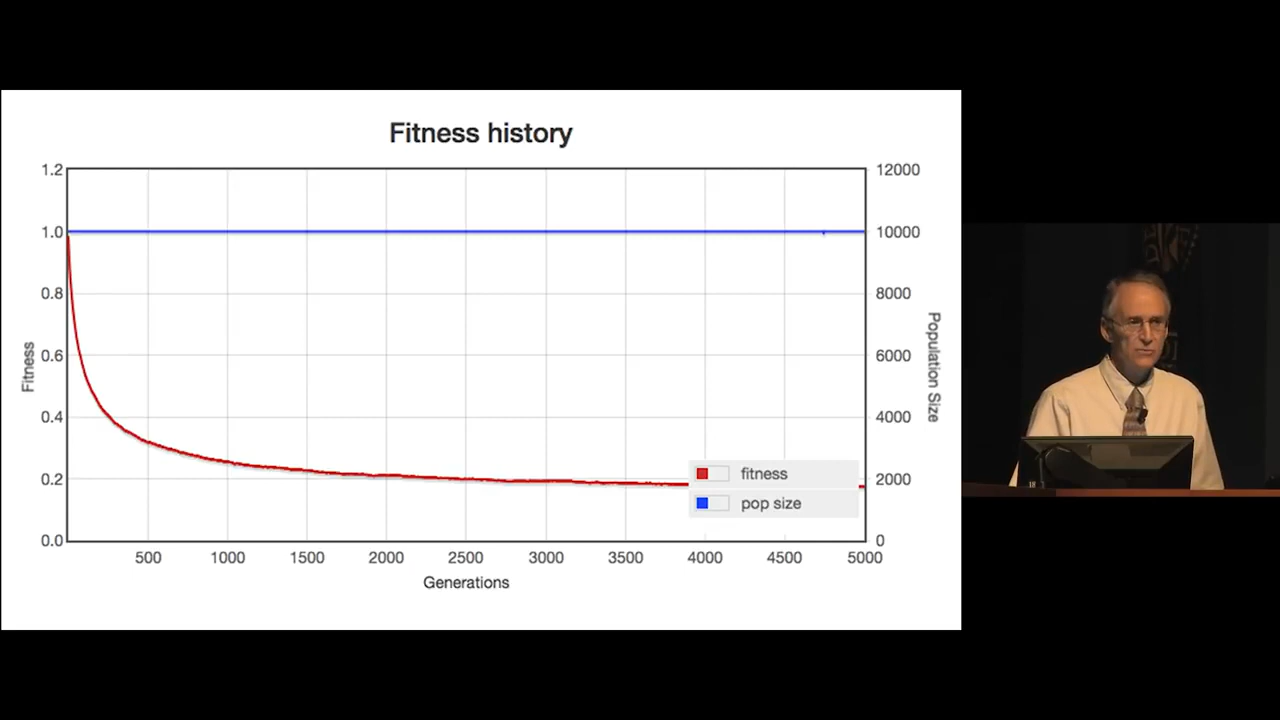 Fitness history
1.2
1.0
0.8
0.6
0.4
0.2
0.0
Fitness
12000
10000
8000
6000
4000
2000
0
Population Size
fitness
pop size
500 1000 1500 2000 2500 3000 3500 4000 4500 5000
Generations